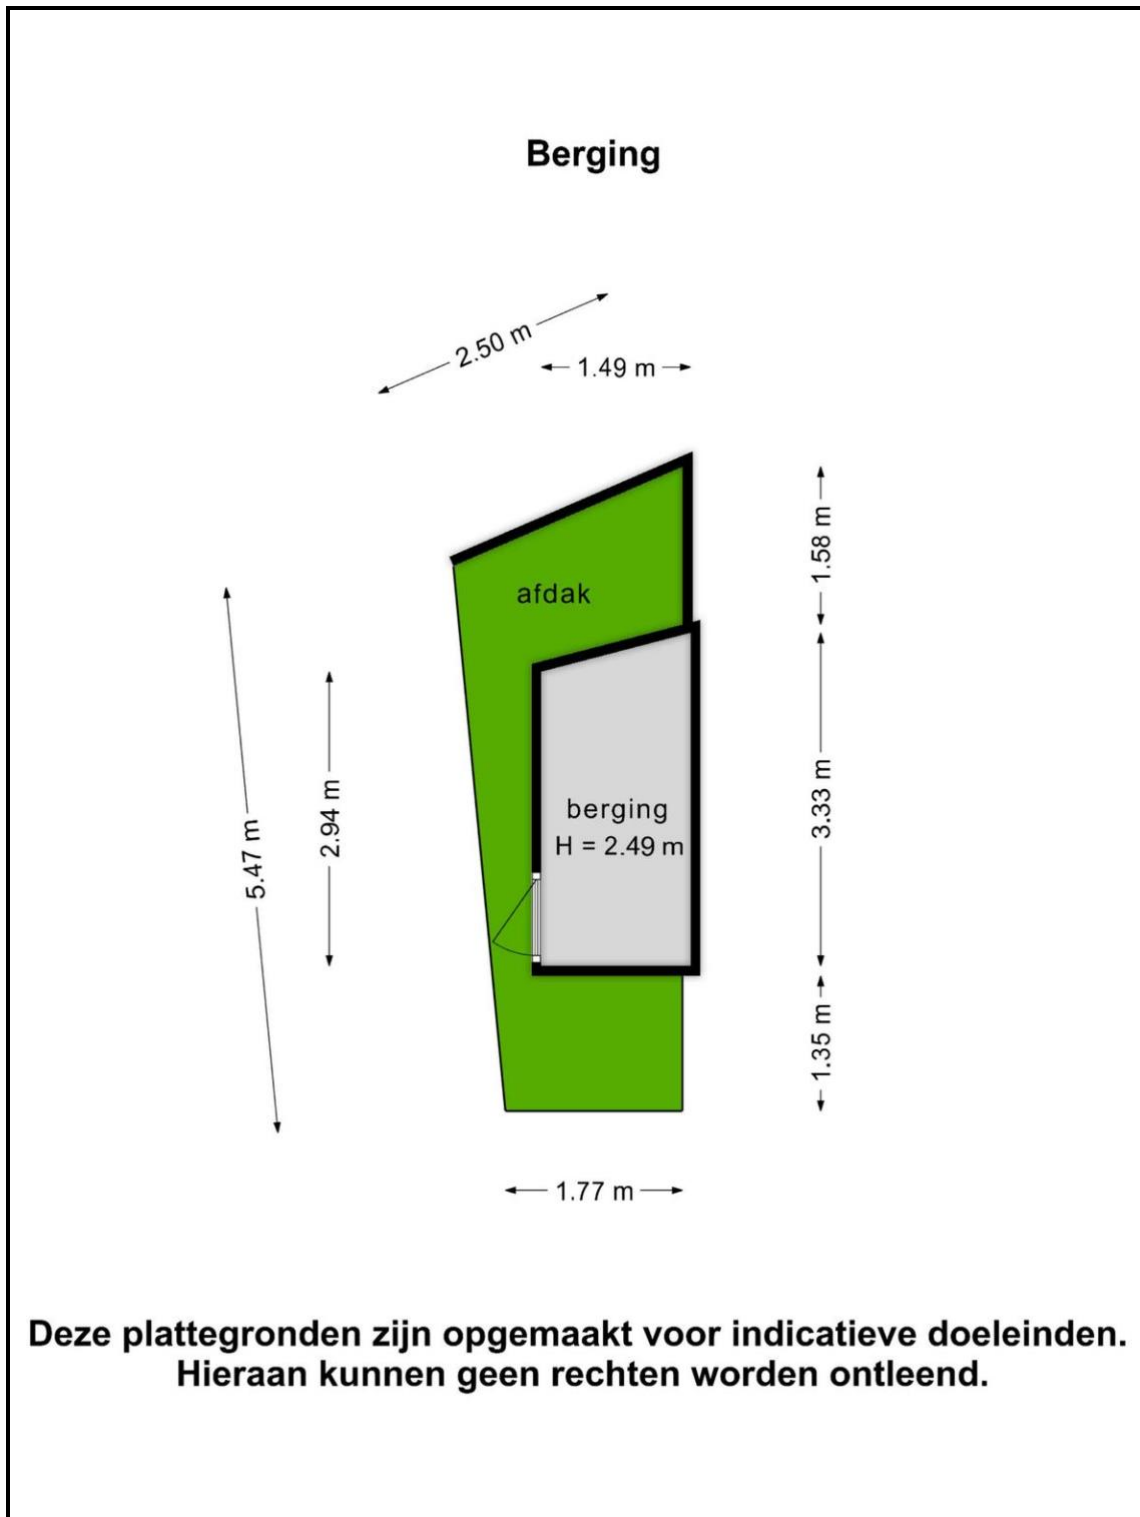 Berging
2.50 m
1.49 m
1.58 m
afdak
3.33 m
2.94 m
5.47 m
berging
H = 2.49 m
1.35 m
1.77 m
Deze plattegronden zijn opgemaakt voor indicatieve doeleinden.
Hieraan kunnen geen rechten worden ontleend.